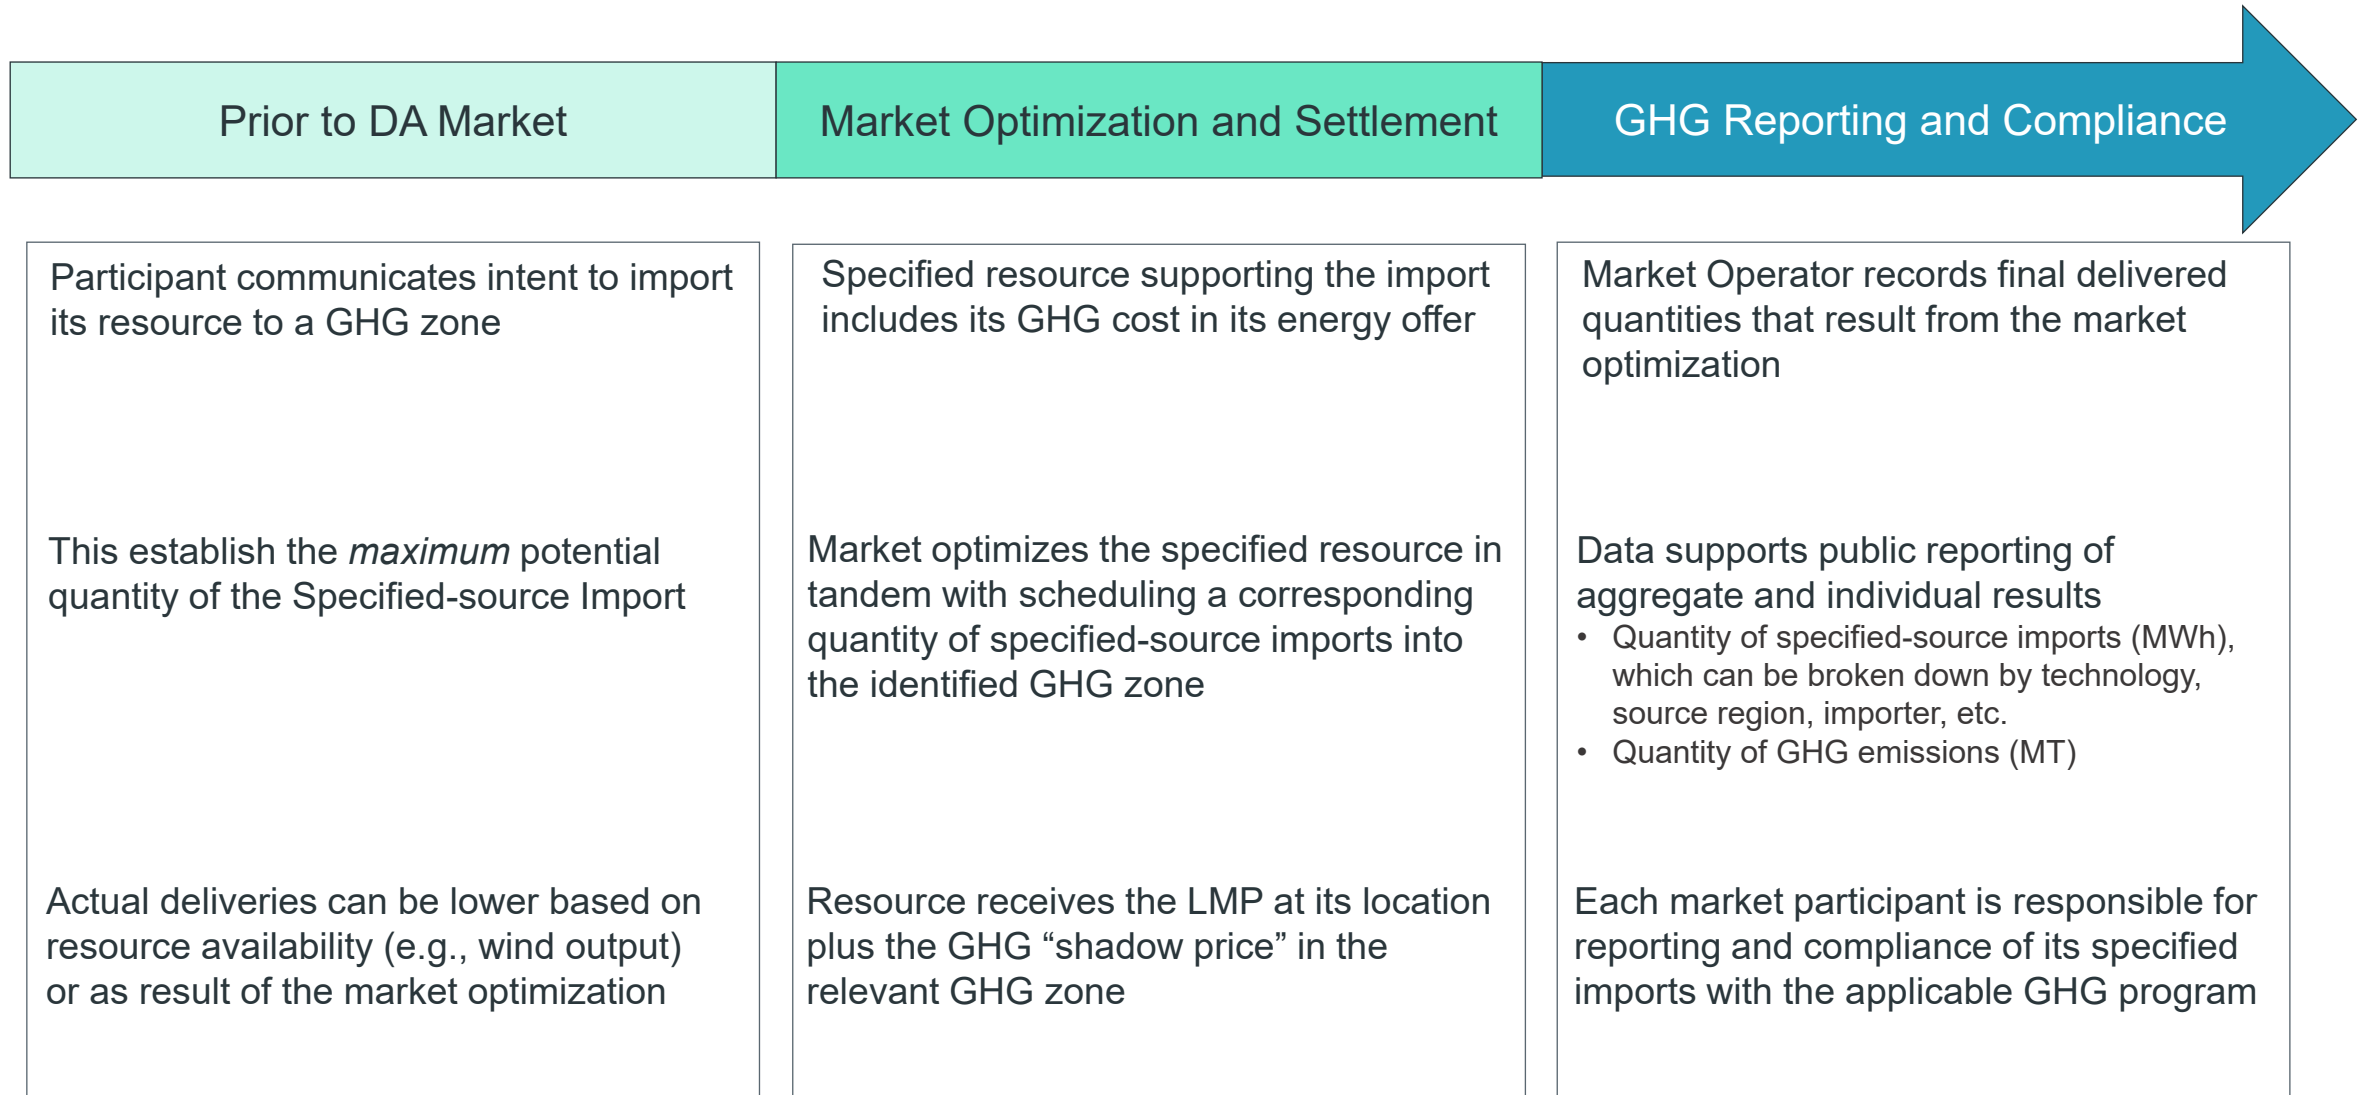 Prior to DA Market
Market Optimization and Settlement
GHG Reporting and Compliance
Participant communicates intent to import
its resource to a GHG zone
This establish the maximum potential
quantity of the Specified-source Import
Actual deliveries can be lower based on
resource availability (e.g., wind output)
or as result of the market optimization
Specified resource supporting the import
includes its GHG cost in its energy offer
Market optimizes the specified resource in
tandem with scheduling a corresponding
quantity of specified-source imports into
the identified GHG zone
Resource receives the LMP at its location
plus the GHG “shadow price” in the
relevant GHG zone
Market Operator records final delivered
quantities that result from the market
optimization
Data supports public reporting of
aggregate and individual results
• Quantity of specified-source imports (MWh),
which can be broken down by technology,
source region, importer, etc.
• Quantity of GHG emissions (MT)
Each market participant is responsible for
reporting and compliance of its specified
imports with the applicable GHG program